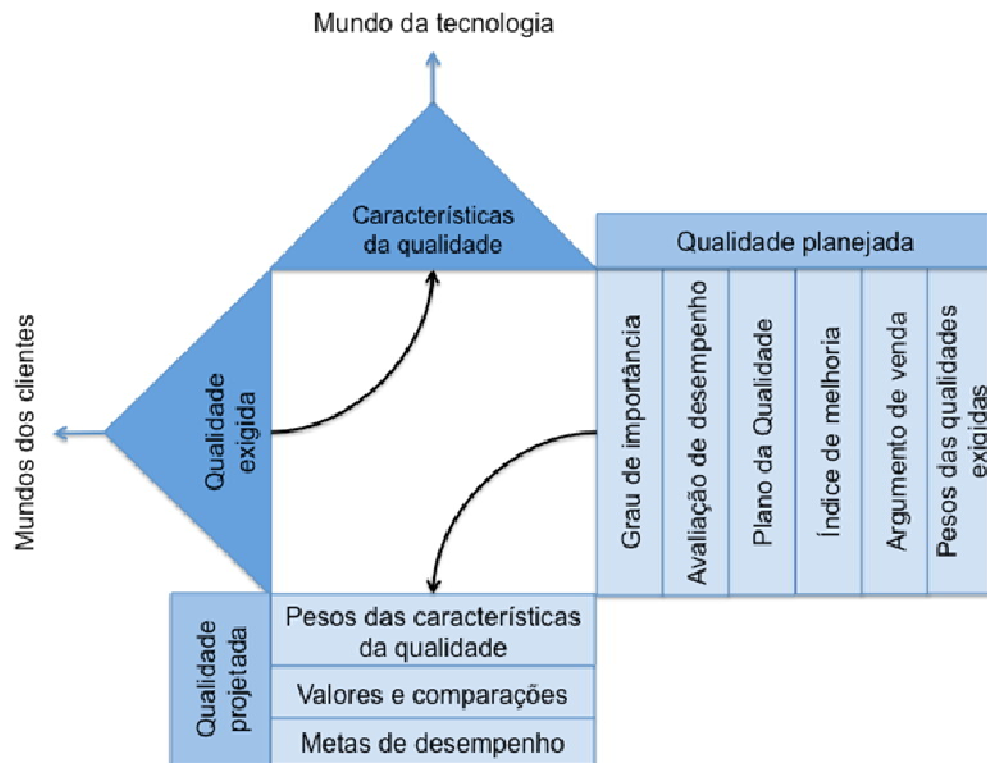 Mundo da tecnologia
Características
da qualidade
Qualidade planejada
Mundos dos clientes
Qualidade
exigida
Grau de importância
Avaliação de desempenho
Plano da Qualidade
Índice de melhoria
Argumento de venda
Pesos das qualidades
exigidas
Qualidade
projetada
Pesos das características
da qualidade
Valores e comparações
Metas de desempenho